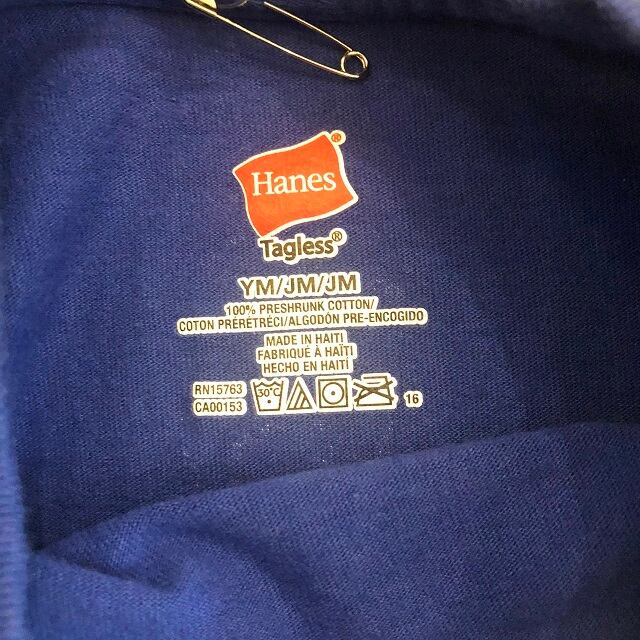 Hanes®
Tagless®
YM/JM/JM
100% PRESHRUNK COTTON/
COTON PRÉRÉTRÉCI/ALGODÓN PRE-ENCOGIDO
MADE IN HAITI
FABRIQUÉ À HAÏTI
HECHO EN HAITÍ
RN15763
CA00153
30°C
16